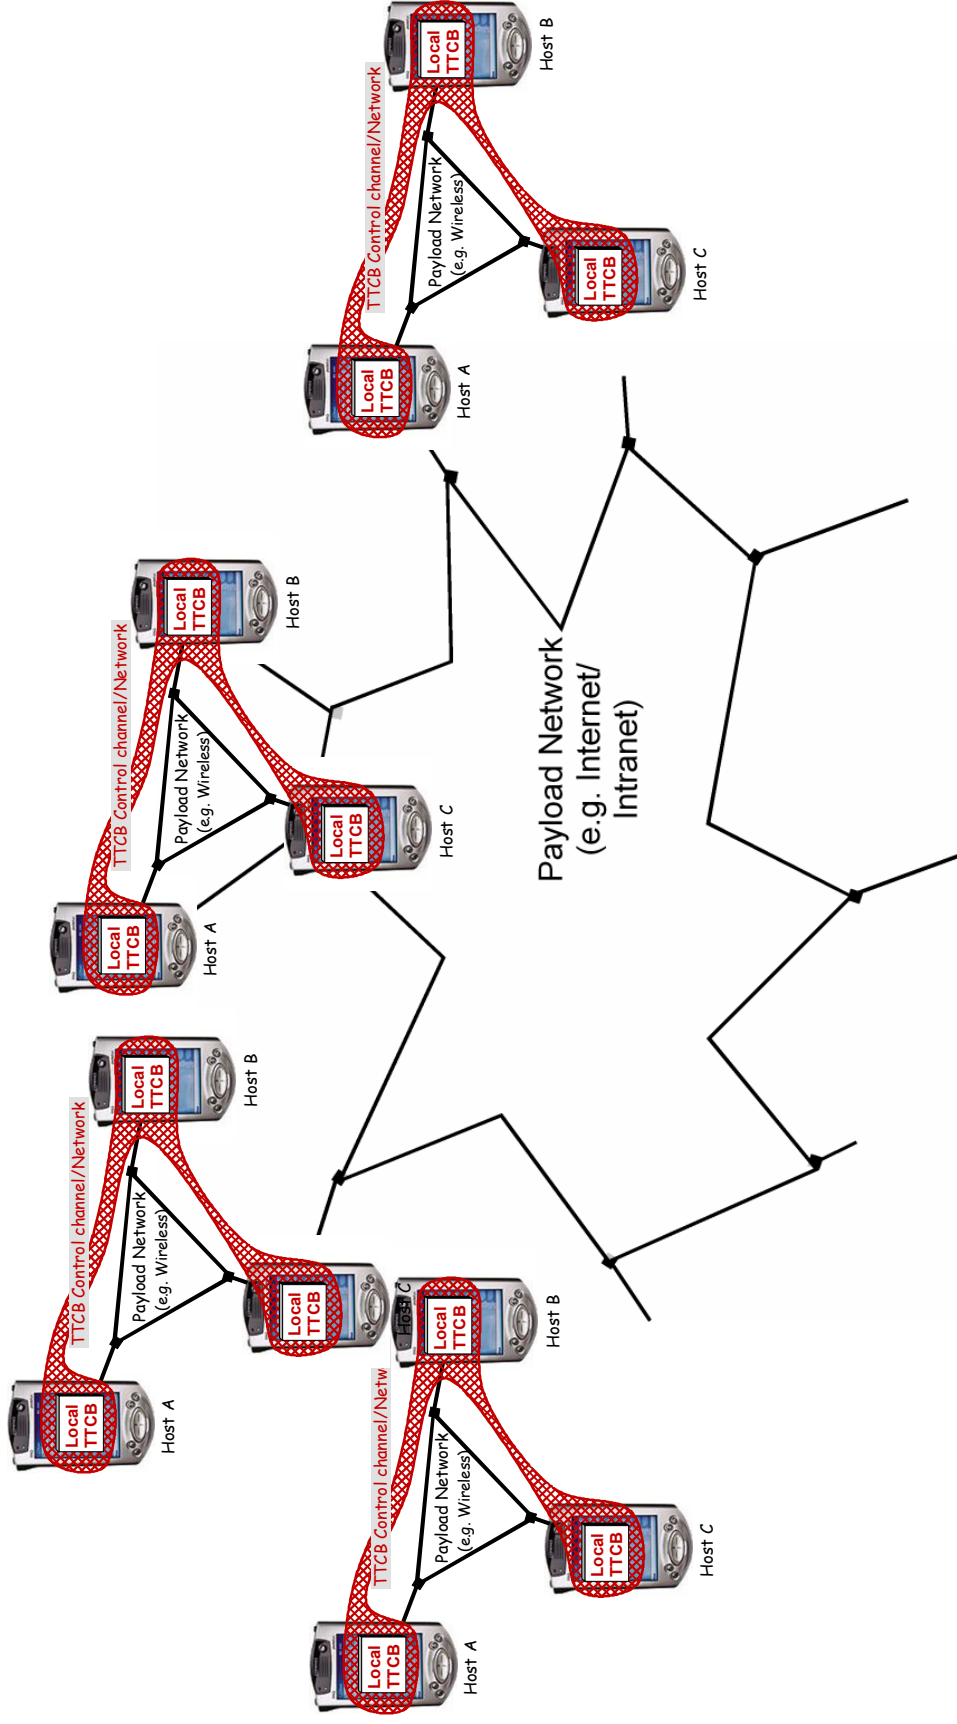 TTCB Control channel/Network
Local
TTCB
Host A
Payload Network
(e.g. Wireless)
Local
TTCB
Host B
Local
TTCB
Host C
TTCB Control channel/Network
Local
TTCB
Host A
Payload Network
(e.g. Wireless)
Local
TTCB
Host B
Local
TTCB
Host C
TTCB Control channel/Network
Local
TTCB
Host A
Payload Network
(e.g. Wireless)
Local
TTCB
Host B
Local
TTCB
Host C
TTCB Control channel/Netw
Local
TTCB
Host A
Payload Network
(e.g. Wireless)
Local
TTCB
Host B
Local
TTCB
Host C
Payload Network
(e.g. Internet/
Intranet)